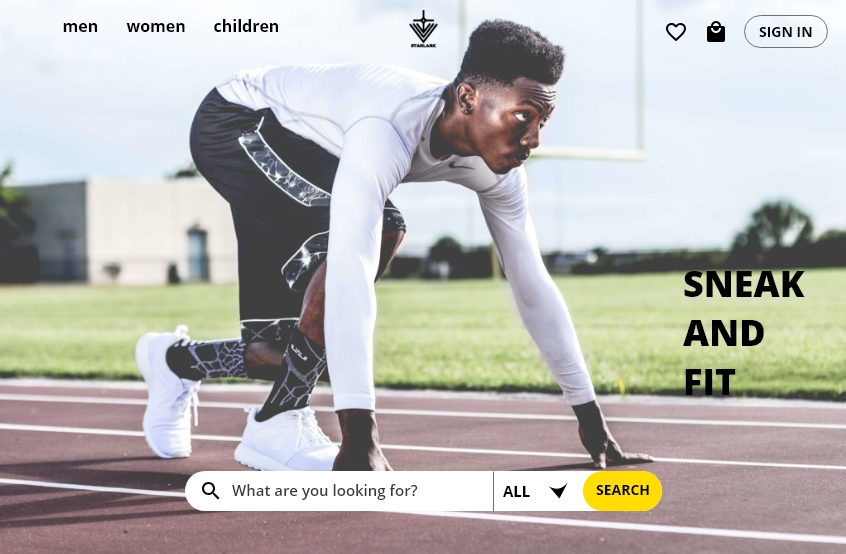 men women children
STARLARK
SIGN IN
SNEAK
AND
FIT
What are you looking for?
ALL
SEARCH